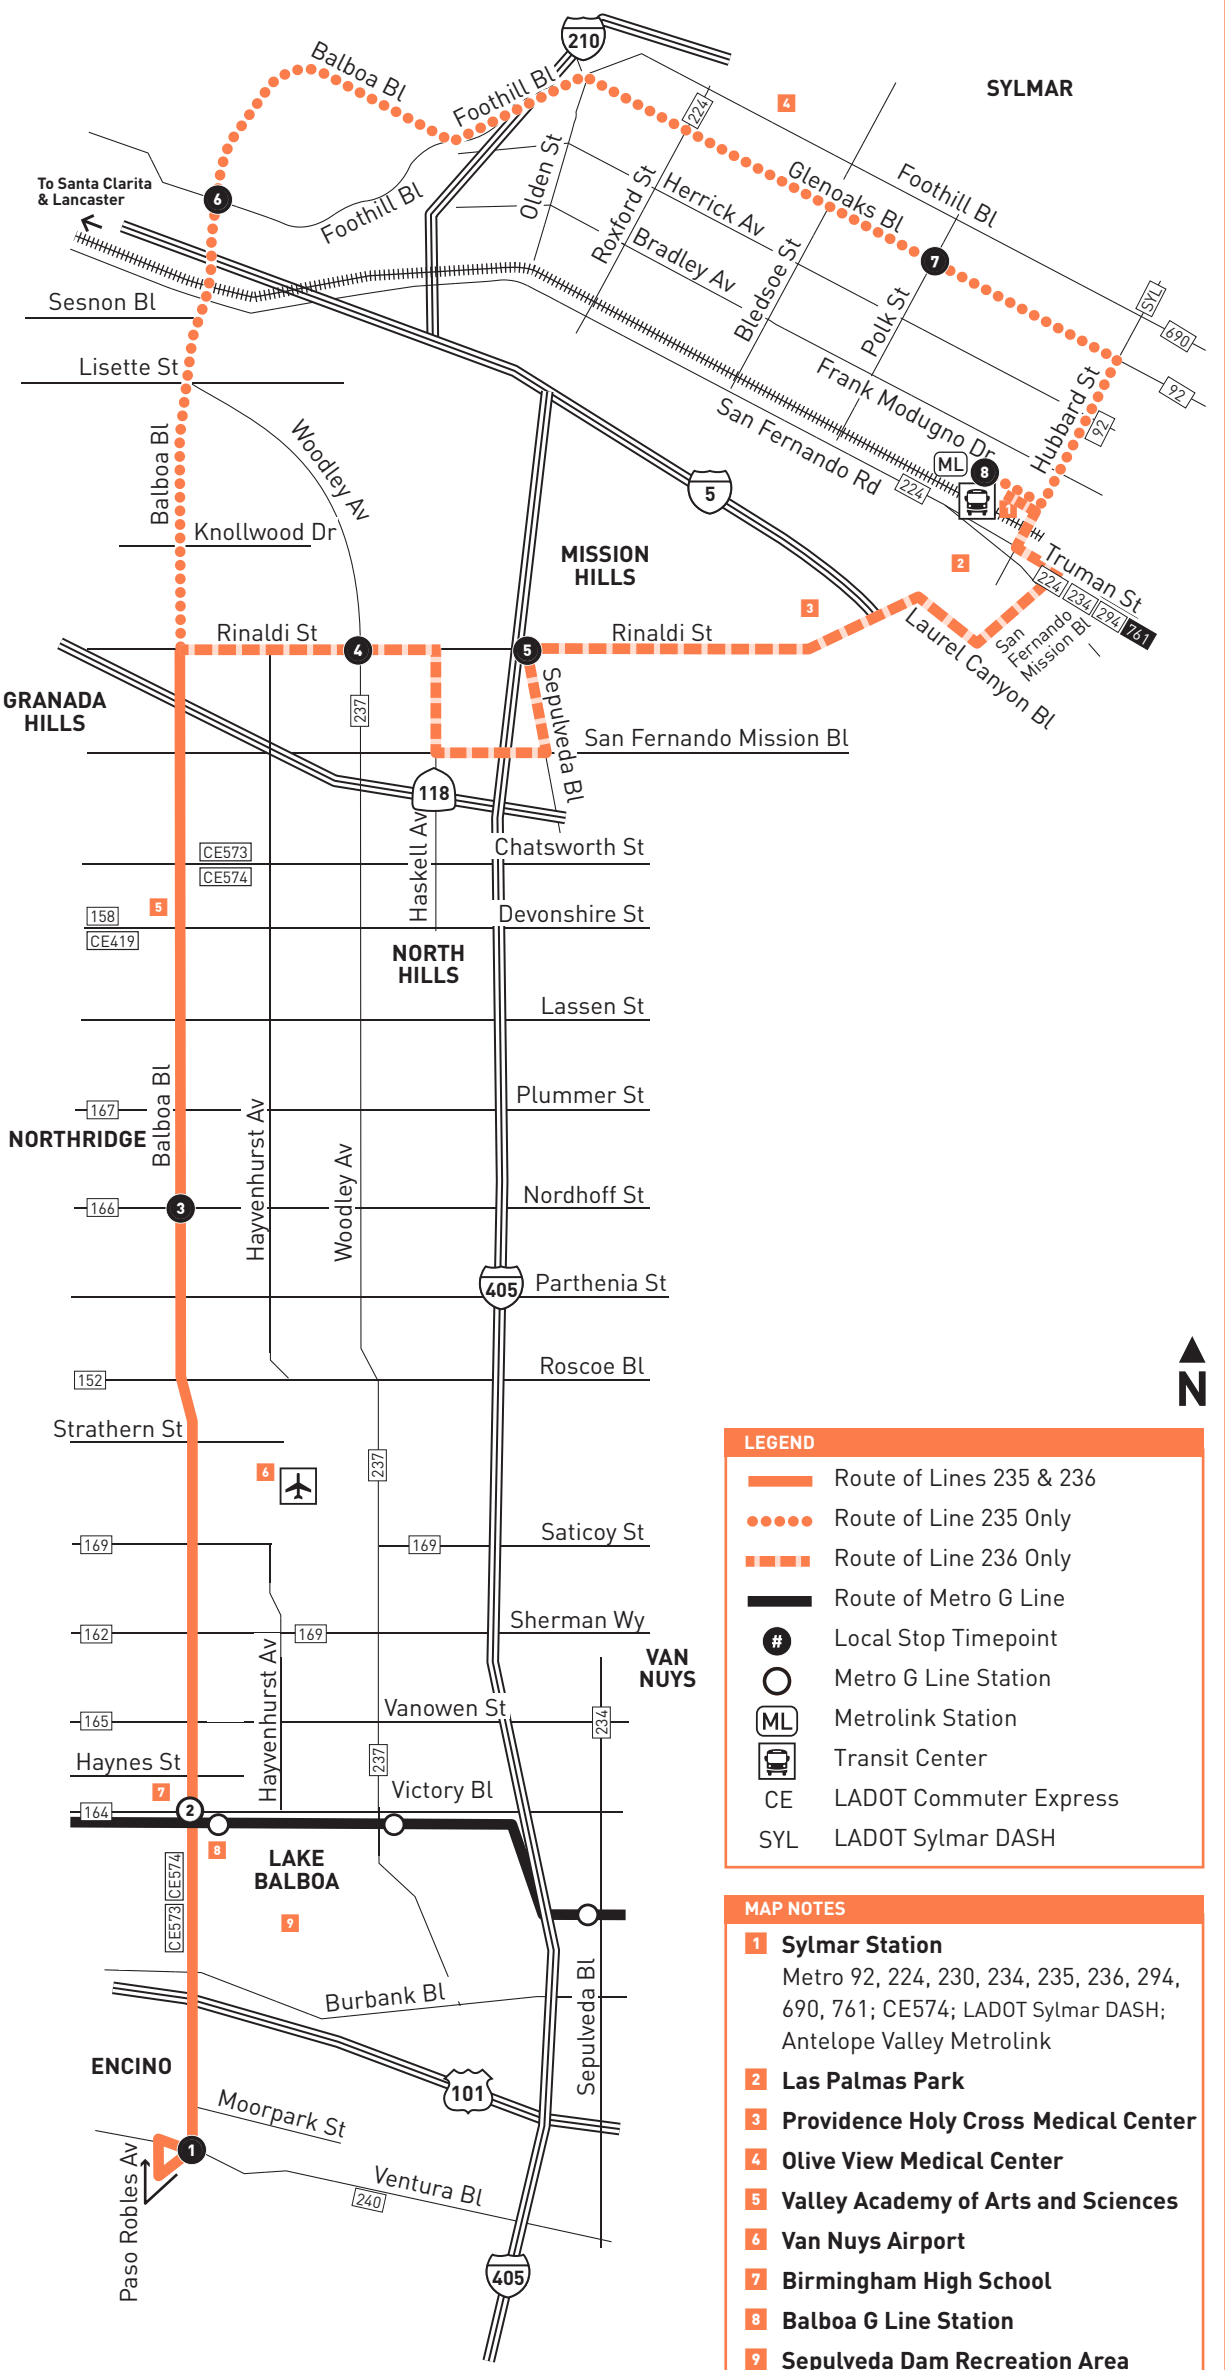 210
SYLMAR
Balboa Bl
Foothill Bl
4
224
To Santa Clarita
& Lancaster
6
Foothill Bl
Olden St
Roxford St
Herrick Av
Glenoaks Bl
Foothill Bl
Bradley Av
Bledsoe St
7
Polk St
SYL
690
92
Sesnon Bl
Lisette St
Frank Modugno Dr
Hubbard St
92
Balboa Bl
Woodley Av
San Fernando Rd
224
ML
8
1
5
Knollwood Dr
MISSION
HILLS
2
Truman St
224
234
294
761
3
Rinaldi St
4
5
Rinaldi St
Laurel Canyon Bl
San
Fernando
Mission Bl
GRANADA
HILLS
237
Sepulveda Bl
San Fernando Mission Bl
118
Haskell Av
CE573
CE574
Chatsworth St
5
158
CE419
Devonshire St
NORTH
HILLS
Lassen St
Balboa Bl
167
Plummer St
NORTHRIDGE
Hayvenhurst Av
Woodley Av
166
3
Nordhoff St
405
Parthenia St
N
152
Roscoe Bl
Strathern St
6
237
169
169
Saticoy St
162
169
Sherman Wy
VAN
NUYS
Hayvenhurst Av
165
Vanowen St
234
Haynes St
237
7
164
2
Victory Bl
8
LAKE
BALBOA
CE573
CE574
9
Burbank Bl
Sepulveda Bl
ENCINO
101
Moorpark St
1
Paso Robles Av
Ventura Bl
240
405
LEGEND
Route of Lines 235 & 236
Route of Line 235 Only
Route of Line 236 Only
Route of Metro G Line
# Local Stop Timepoint
Metro G Line Station
ML Metrolink Station
Transit Center
CE LADOT Commuter Express
SYL LADOT Sylmar DASH
MAP NOTES
1 Sylmar Station
Metro 92, 224, 230, 234, 235, 236, 294,
690, 761; CE574; LADOT Sylmar DASH;
Antelope Valley Metrolink
2 Las Palmas Park
3 Providence Holy Cross Medical Center
4 Olive View Medical Center
5 Valley Academy of Arts and Sciences
6 Van Nuys Airport
7 Birmingham High School
8 Balboa G Line Station
9 Sepulveda Dam Recreation Area